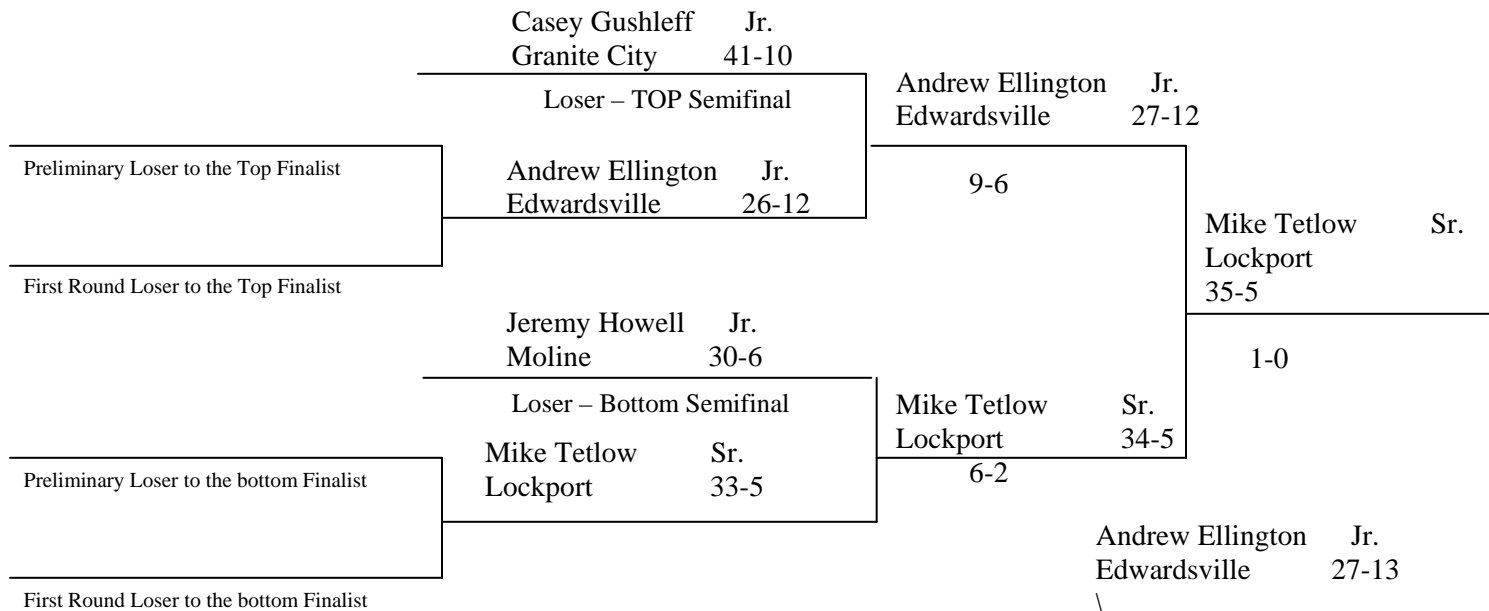 Casey Gushleff Jr.
Granite City 41-10
Loser – TOP Semifinal
Andrew Ellington Jr.
Edwardsville 27-12
Preliminary Loser to the Top Finalist
Andrew Ellington Jr.
Edwardsville 26-12
9-6
Mike Tetlow Sr.
Lockport
35-5
First Round Loser to the Top Finalist
Jeremy Howell Jr.
Moline 30-6
1-0
Loser – Bottom Semifinal
Mike Tetlow Sr.
Lockport 34-5
6-2
Mike Tetlow Sr.
Lockport 33-5
Preliminary Loser to the bottom Finalist
Andrew Ellington Jr.
Edwardsville 27-13
\
First Round Loser to the bottom Finalist